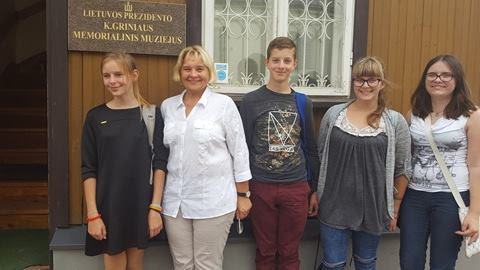 LIETUVOS PREZIDENTO
K.GRINIAUS
MEMORIALINIS MUZIEJUS